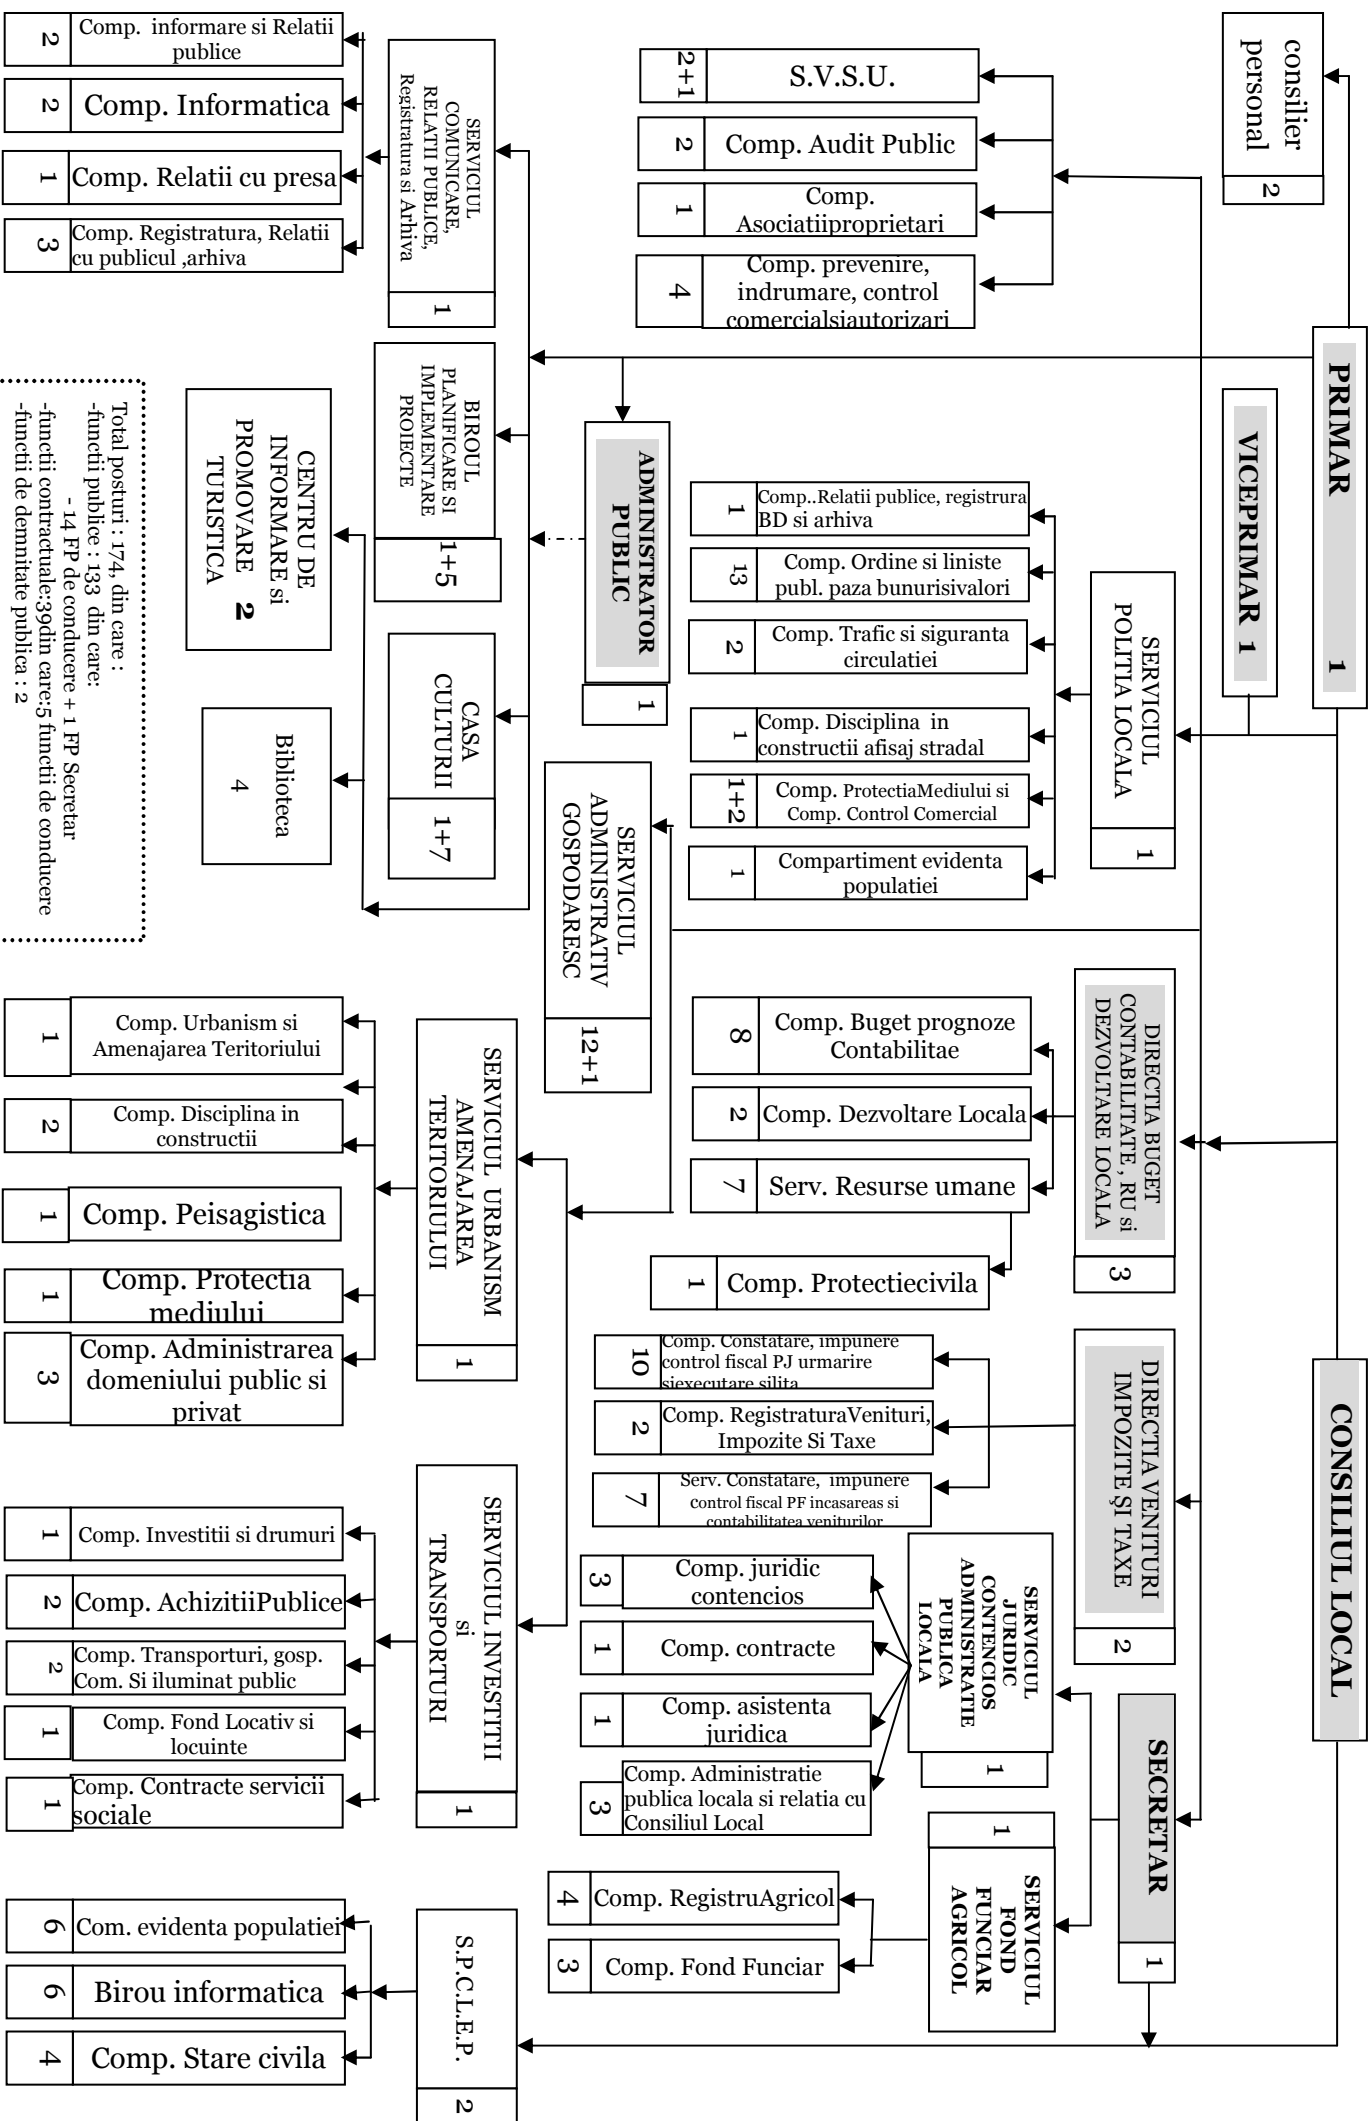 consilier
personal
2
PRIMAR 1
VICEPRIMAR 1
CONSILIUL LOCAL
S.V.S.U.
2+1
Comp. Audit Public
2
Comp.
Asociatiiproprietari
1
Comp. prevenire,
indrumare, control
comercialsiautorizari
4
SERVICIUL
POLITIA LOCALA
1
Comp..Relatii publice, registrura
BD si arhiva
1
Comp. Ordine si liniste
publ. paza bunurisivalori
13
Comp. Trafic si siguranta
circulatiei
2
Comp. Disciplina in
constructii afisaj stradal
1
Comp. ProtectiaMediului si
Comp. Control Comercial
1+2
Compartiment evidenta
populatiei
1
DIRECTIA BUGET
CONTABILITATE , RU si
DEZVOLTARE LOCALA
3
Comp. Buget prognoze
Contabilitae
8
Comp. Dezvoltare Locala
2
Serv. Resurse umane
7
Comp. Protectiecivila
1
DIRECTIA VENITURI
IMPOZITE ŞI TAXE
2
Comp. Constatare, impunere
control fiscal PJ urmarire
siexecutare silita
10
Comp. RegistraturaVenituri,
Impozite Si Taxe
2
Serv. Constatare, impunere
control fiscal PF incasareas si
contabilitatea veniturilor
7
SECRETAR
1
SERVICIUL
JURIDIC
CONTENCIOS
ADMINISTRATIE
PUBLICA
LOCALA
1
Comp. juridic
contencios
3
Comp. contracte
1
Comp. asistenta
juridica
1
Comp. Administratie
publica locala si relatia cu
Consiliul Local
3
SERVICIUL
FOND
FUNCIAR
AGRICOL
1
Comp. RegistruAgricol
4
Comp. Fond Funciar
3
ADMINISTRATOR
PUBLIC
1
SERVICIUL
COMUNICARE,
RELATII PUBLICE,
Registratura si Arhiva
1
Comp. informare si Relatii
publice
2
Comp. Informatica
2
Comp. Relatii cu presa
1
Comp. Registratura, Relatii
cu publicul ,arhiva
3
BIROUL
PLANIFICARE SI
IMPLEMENTARE
PROIECTE
1+5
CASA
CULTURII
1+7
CENTRU DE
INFORMARE si
PROMOVARE
TURISTICA 2
Biblioteca
4
SERVICIUL
ADMINISTRATIV
GOSPODARESC
12+1
SERVICIUL URBANISM
AMENAJAREA
TERITORIULUI
1
Comp. Urbanism si
Amenajarea Teritoriului
1
Comp. Disciplina in
constructii
2
Comp. Peisagistica
1
Comp. Protectia
mediului
1
Comp. Administrarea
domeniului public si
privat
3
SERVICIUL INVESTITII
si
TRANSPORTURI
1
Comp. Investitii si drumuri
1
Comp. AchizitiiPublice
2
Comp. Transporturi, gosp.
Com. Si iluminat public
2
Comp. Fond Locativ si
locuinte
1
Comp. Contracte servicii
sociale
1
S.P.C.L.E.P.
2
Com. evidenta populatiei
6
Birou informatica
6
Comp. Stare civila
4
Total posturi : 174, din care :
-functii publice : 133 din care:
- 14 FP de conducere + 1 FP Secretar
-functii contractuale:39din care:5 functii de conducere
-functii de demnitate publica : 2